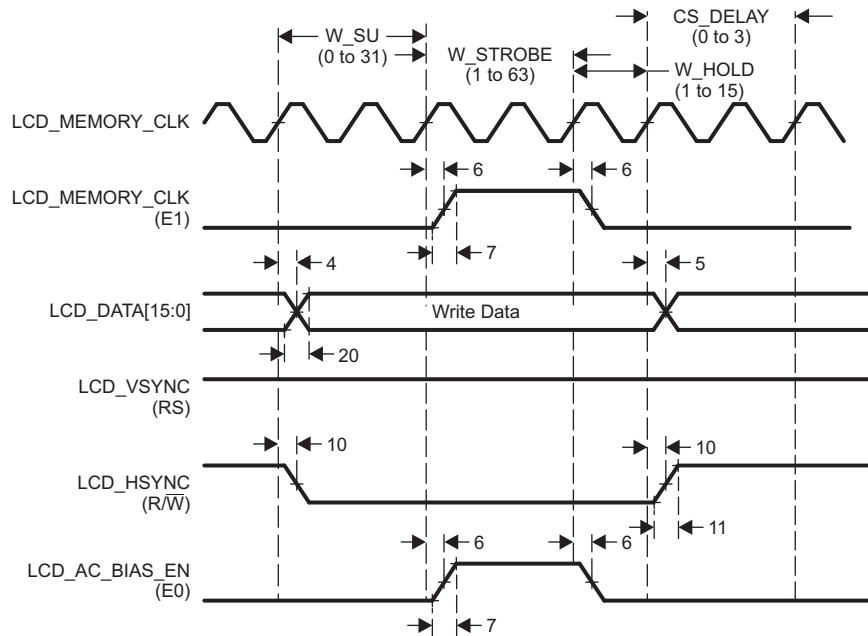 W_SU
(0 to 31)
W_STROBE
(1 to 63)
CS_DELAY
(0 to 3)
W_HOLD
(1 to 15)
LCD_MEMORY_CLK
LCD_MEMORY_CLK
(E1)
6
6
7
LCD_DATA[15:0]
4
Write Data
5
20
LCD_VSYNC
(RS)
LCD_HSYNC
(R/W̅)
10
10
11
LCD_AC_BIAS_EN
(E0)
6
6
7